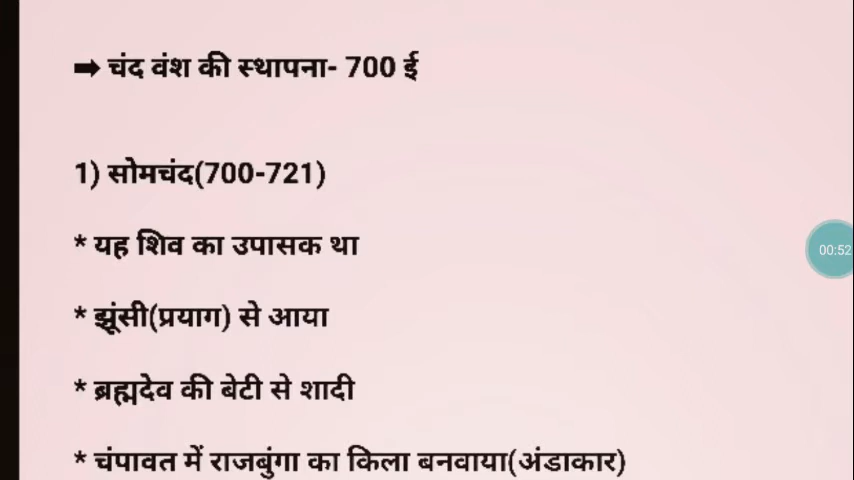 ➡ चंद वंश की स्थापना- 700 ई
1) सोमचंद(700-721)
* यह शिव का उपासक था
00:52
* झूंसी(प्रयाग) से आया
* ब्रह्मदेव की बेटी से शादी
* चंपावत में राजबुंगा का किला बनवाया(अंडाकार)